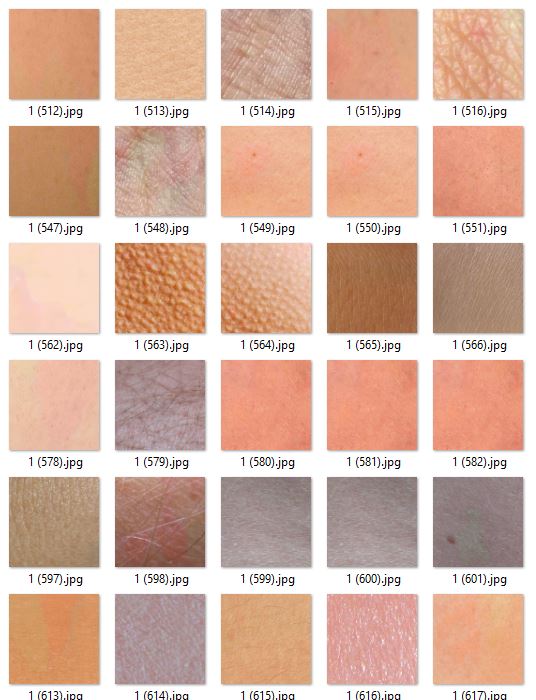 1 (512).jpg 1 (513).jpg 1 (514).jpg 1 (515).jpg 1 (516).jpg
1 (547).jpg 1 (548).jpg 1 (549).jpg 1 (550).jpg 1 (551).jpg
1 (562).jpg 1 (563).jpg 1 (564).jpg 1 (565).jpg 1 (566).jpg
1 (578).jpg 1 (579).jpg 1 (580).jpg 1 (581).jpg 1 (582).jpg
1 (597).jpg 1 (598).jpg 1 (599).jpg 1 (600).jpg 1 (601).jpg
1 (613).jpg 1 (614).jpg 1 (615).jpg 1 (616).jpg 1 (617).jpg